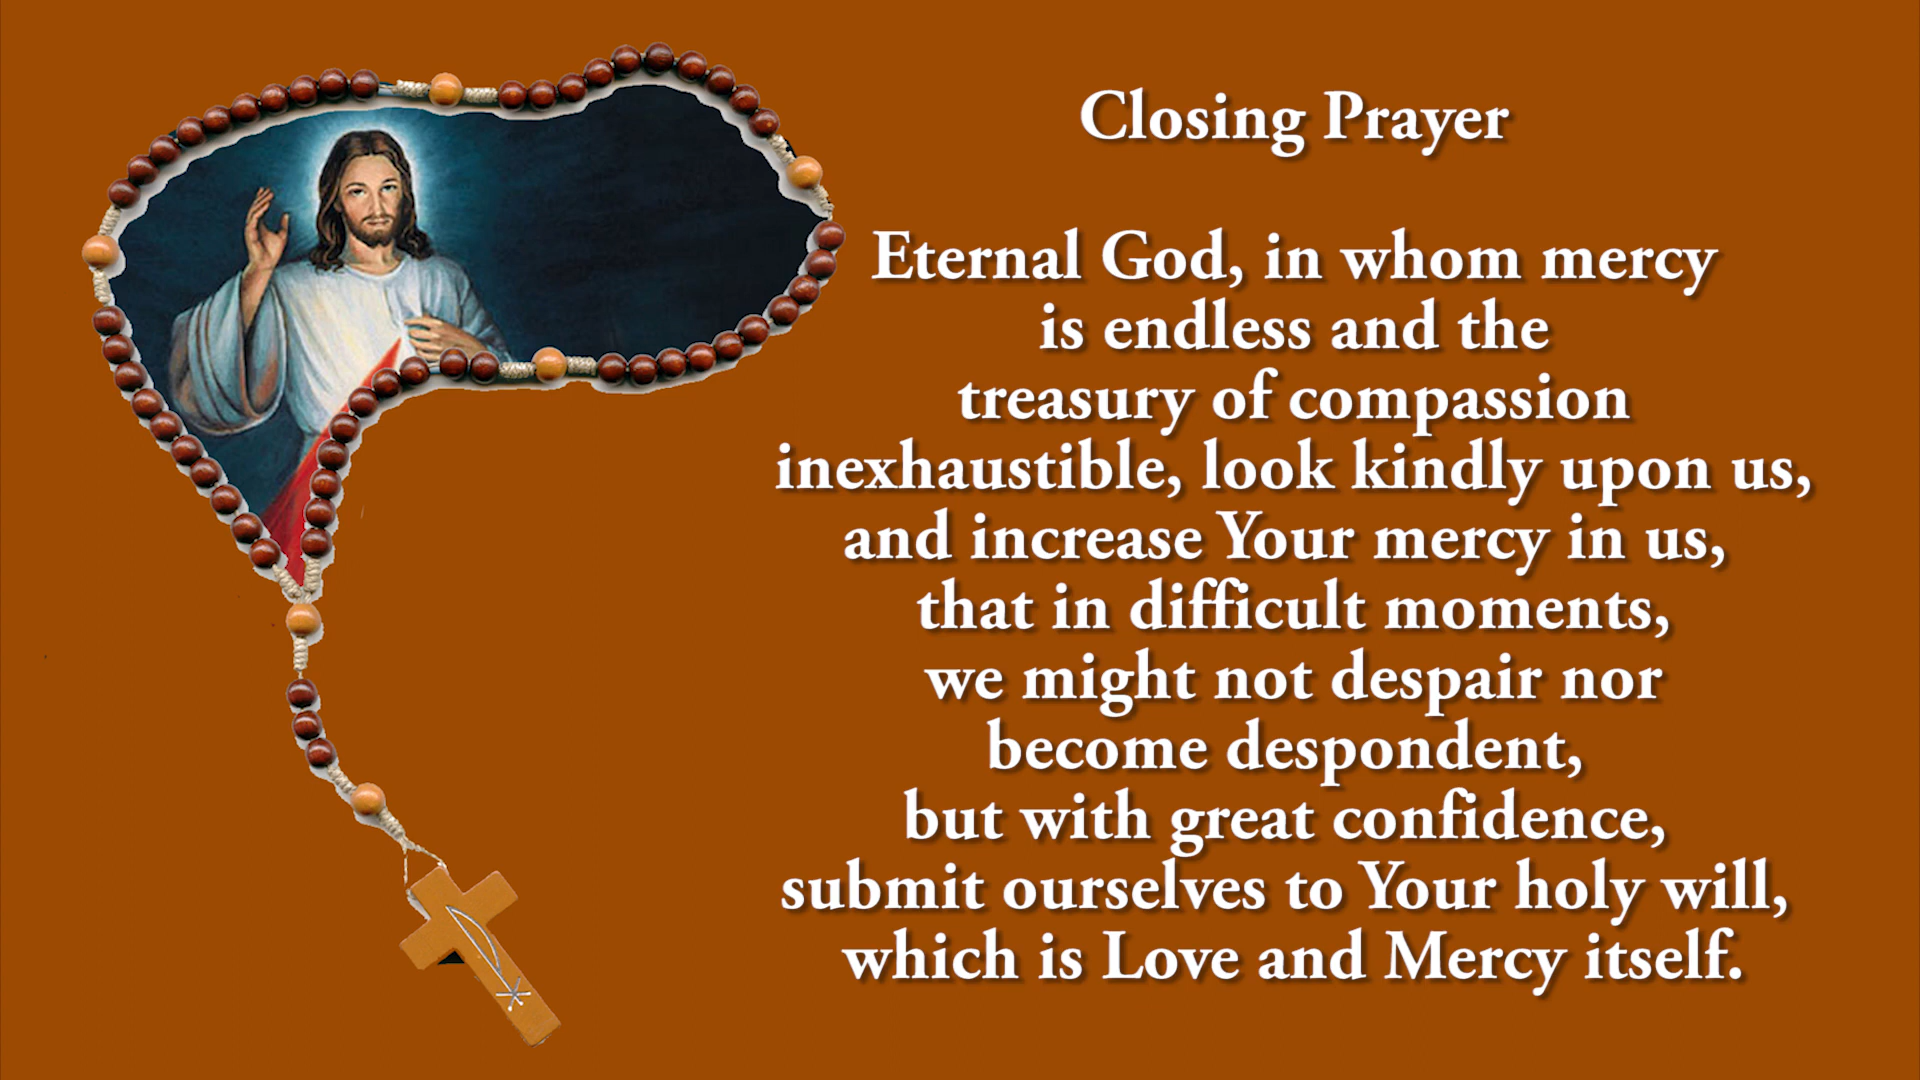 Closing Prayer
Eternal God, in whom mercy
is endless and the
treasury of compassion
inexhaustible, look kindly upon us,
and increase Your mercy in us,
that in difficult moments,
we might not despair nor
become despondent,
but with great confidence,
submit ourselves to Your holy will,
which is Love and Mercy itself.